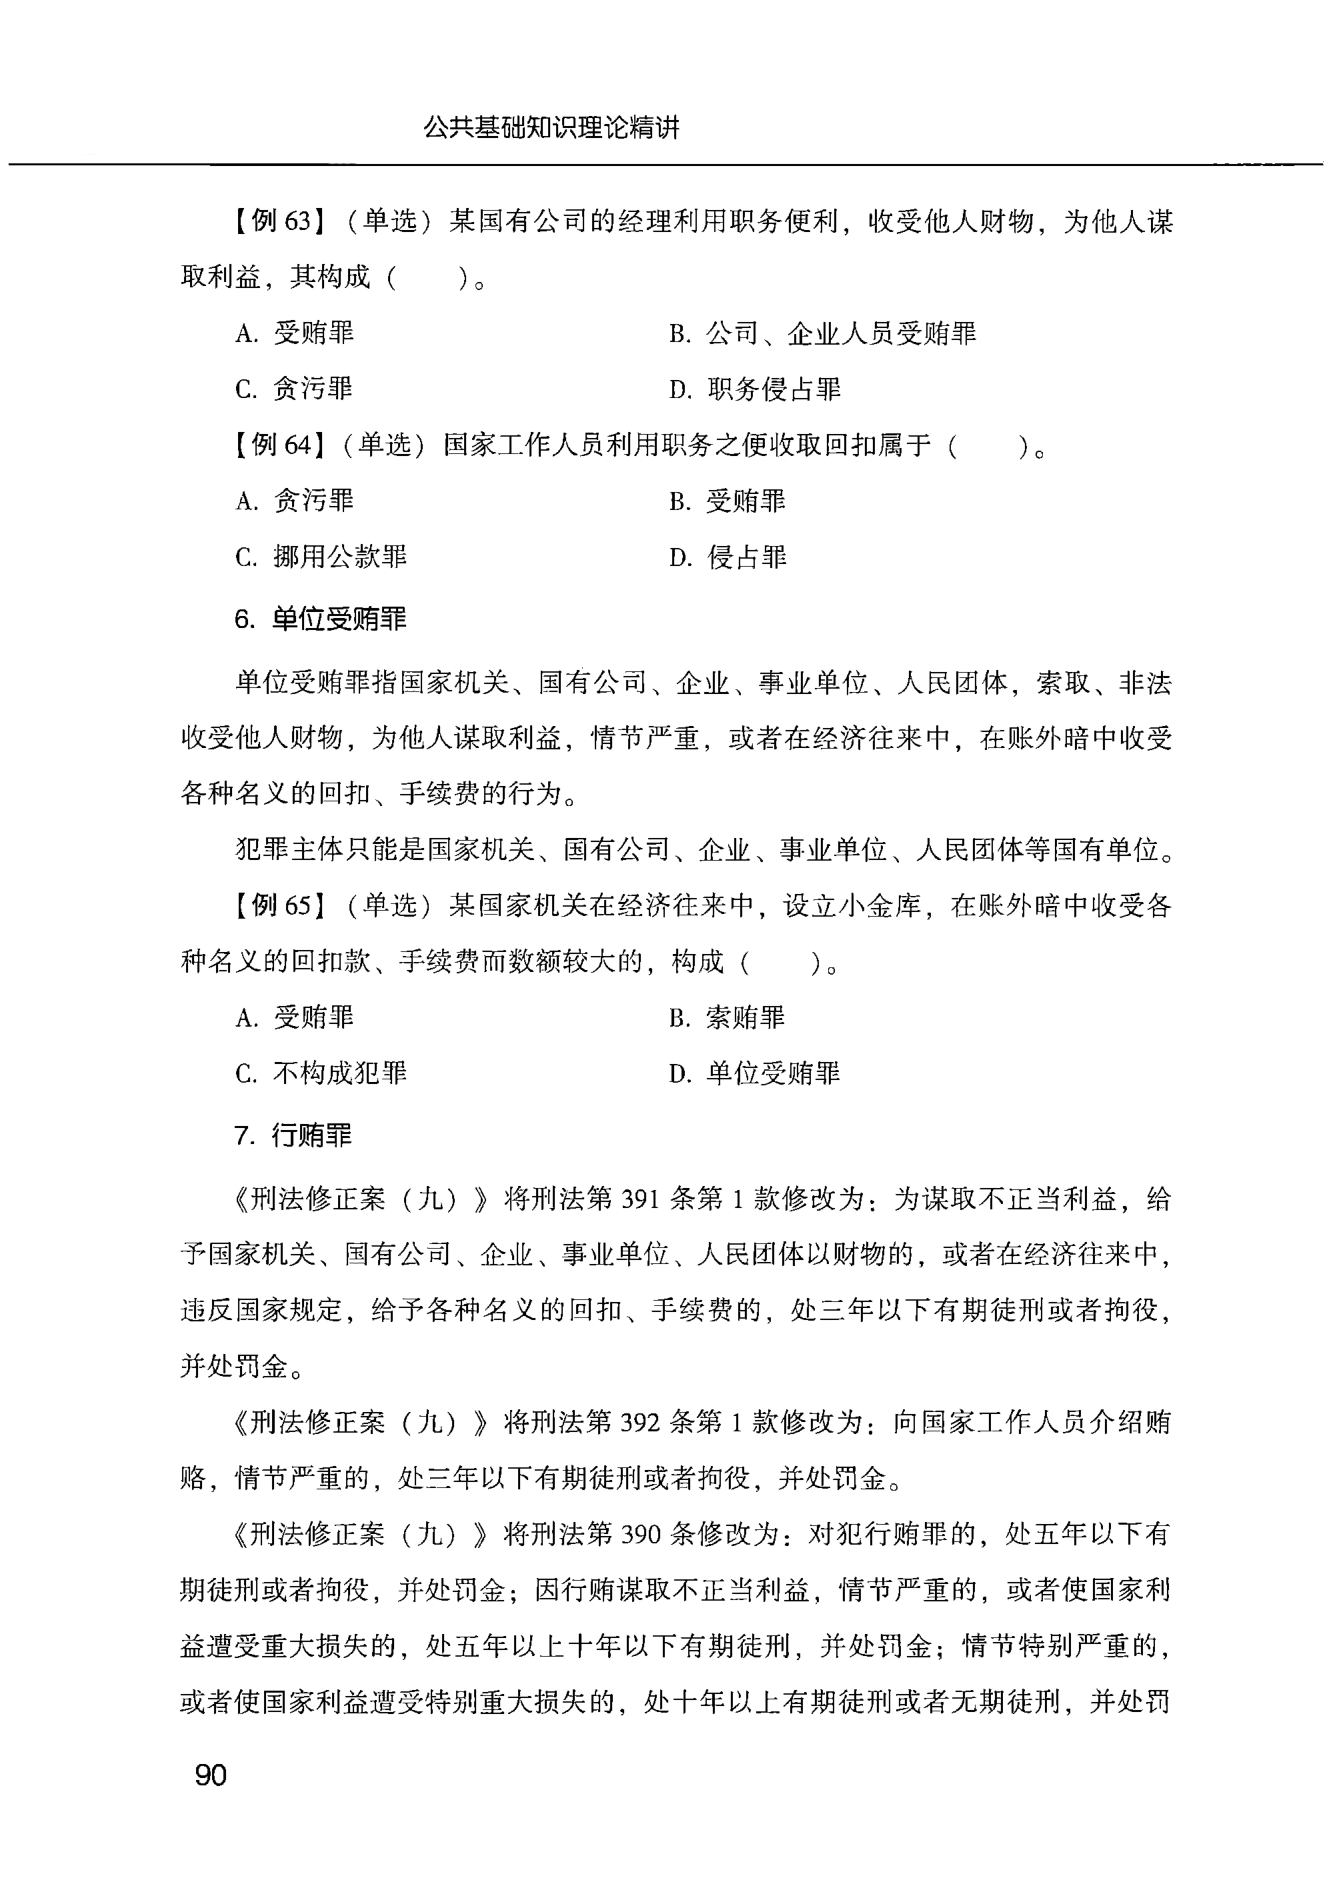 公共基础知识理论精讲
【例 63】（单选）某国有公司的经理利用职务便利，收受他人财物，为他人谋
取利益，其构成（　　）。
A. 受贿罪　　B. 公司、企业人员受贿罪
C. 贪污罪　　D. 职务侵占罪
【例 64】（单选）国家工作人员利用职务之便收取回扣属于（　　）。
A. 贪污罪　　B. 受贿罪
C. 挪用公款罪　　D. 侵占罪
6. 单位受贿罪
单位受贿罪指国家机关、国有公司、企业、事业单位、人民团体，索取、非法
收受他人财物，为他人谋取利益，情节严重，或者在经济往来中，在账外暗中收受
各种名义的回扣、手续费的行为。
犯罪主体只能是国家机关、国有公司、企业、事业单位、人民团体等国有单位。
【例 65】（单选）某国家机关在经济往来中，设立小金库，在账外暗中收受各
种名义的回扣款、手续费而数额较大的，构成（　　）。
A. 受贿罪　　B. 索贿罪
C. 不构成犯罪　　D. 单位受贿罪
7. 行贿罪
《刑法修正案（九）》将刑法第 391 条第 1 款修改为：为谋取不正当利益，给
予国家机关、国有公司、企业、事业单位、人民团体以财物的，或者在经济往来中，
违反国家规定，给予各种名义的回扣、手续费的，处三年以下有期徒刑或者拘役，
并处罚金。
《刑法修正案（九）》将刑法第 392 条第 1 款修改为：向国家工作人员介绍贿
赂，情节严重的，处三年以下有期徒刑或者拘役，并处罚金。
《刑法修正案（九）》将刑法第 390 条修改为：对犯行贿罪的，处五年以下有
期徒刑或者拘役，并处罚金；因行贿谋取不正当利益，情节严重的，或者使国家利
益遭受重大损失的，处五年以上十年以下有期徒刑，并处罚金；情节特别严重的，
或者使国家利益遭受特别重大损失的，处十年以上有期徒刑或者无期徒刑，并处罚
90